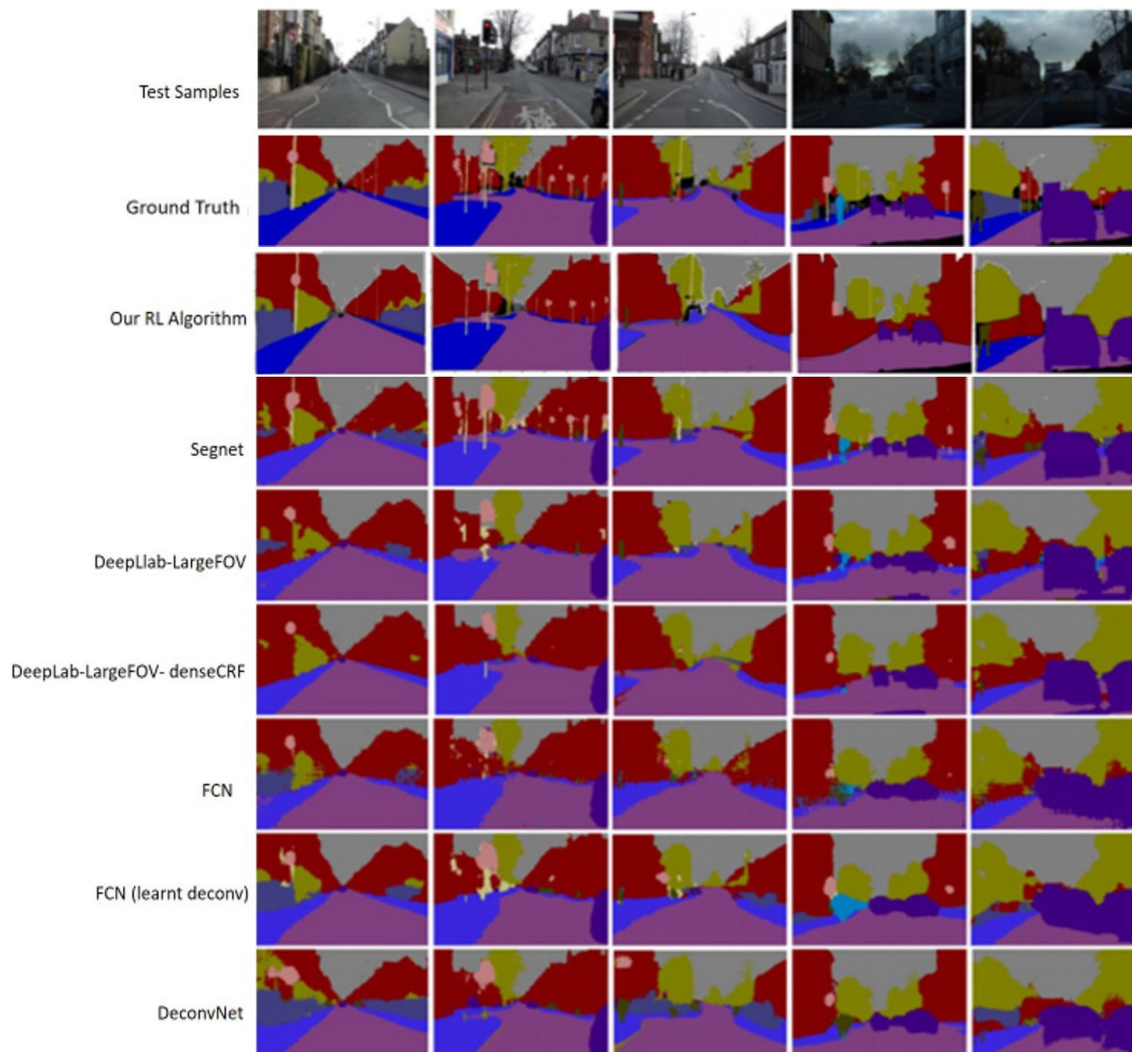 Test Samples
Ground Truth
Our RL Algorithm
Segnet
DeepLlab-LargeFOV
DeepLab-LargeFOV- denseCRF
FCN
FCN (learnt deconv)
DeconvNet